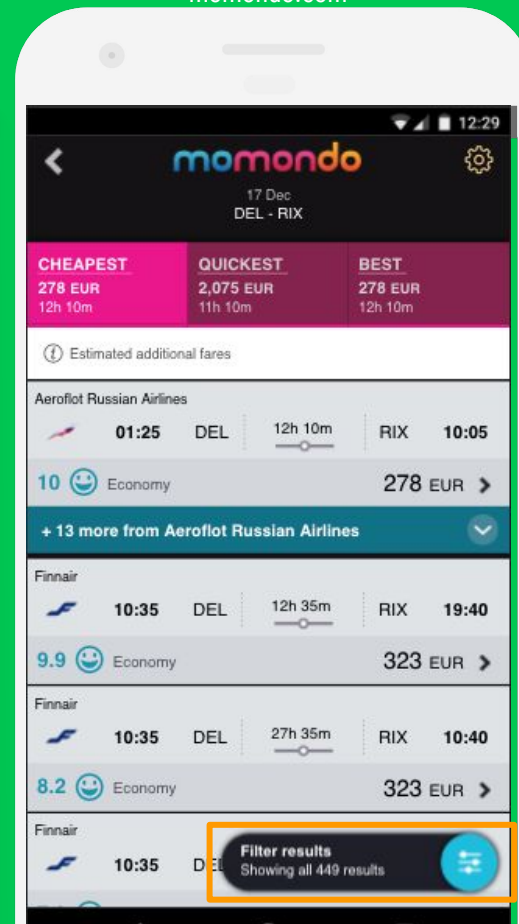 momondo.com
12:29
momondo
17 Dec
DEL - RIX
CHEAPEST QUICKEST BEST
278 EUR 2,075 EUR 278 EUR
12h 10m 11h 10m 12h 10m
Estimated additional fares
Aeroflot Russian Airlines
01:25 DEL 12h 10m RIX 10:05
10 Economy 278 EUR
+ 13 more from Aeroflot Russian Airlines
Finnair
10:35 DEL 12h 35m RIX 19:40
9.9 Economy 323 EUR
Finnair
10:35 DEL 27h 35m RIX 10:40
8.2 Economy 323 EUR
Finnair
Filter results
10:35 Showing all 449 results